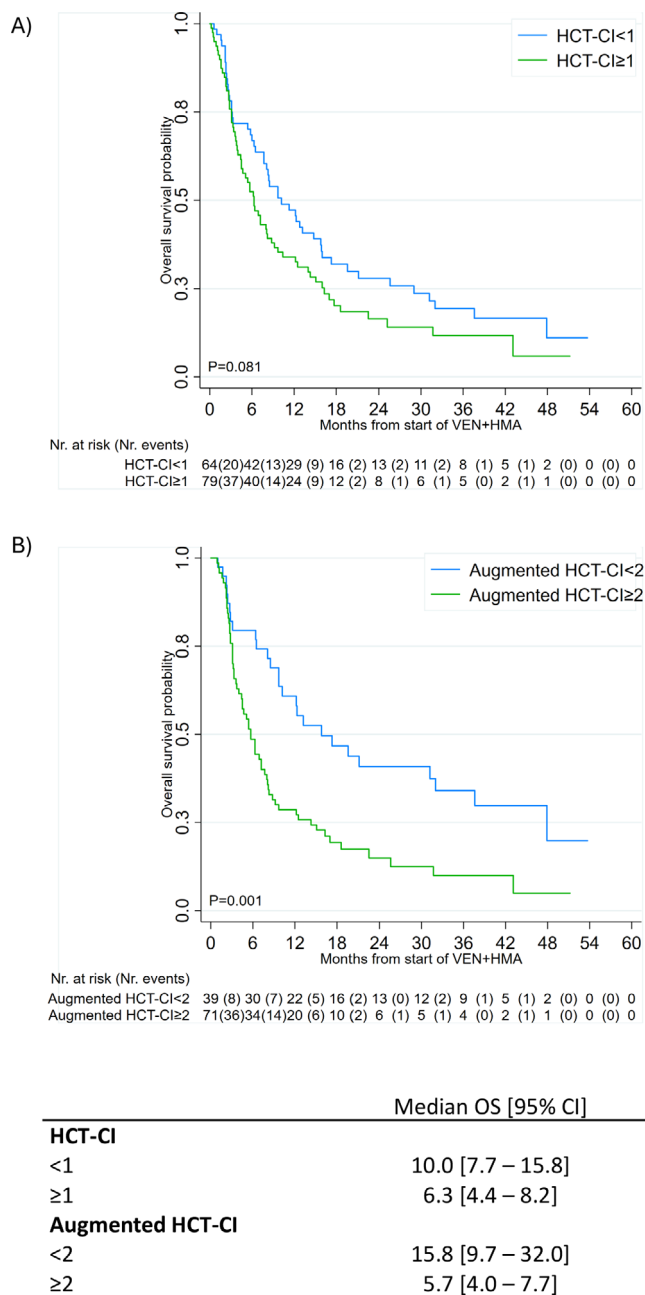 A)
HCT-CI<1
HCT-CI≥1
Overall survival probability
1.0
0.8
0.5
0.3
0.0
P=0.081
0 6 12 18 24 30 36 42 48 54 60
Months from start of VEN+HMA
Nr. at risk (Nr. events)
HCT-CI<1 64 (20) 42 (13) 29 (9) 16 (2) 13 (2) 11 (2) 8 (1) 5 (1) 2 (0) 0 (0) 0
HCT-CI≥1 79 (37) 40 (14) 24 (9) 12 (2) 8 (1) 6 (1) 5 (0) 2 (1) 1 (0) 0 (0) 0
B)
Augmented HCT-CI<2
Augmented HCT-CI≥2
Overall survival probability
1.0
0.8
0.5
0.3
0.0
P=0.001
0 6 12 18 24 30 36 42 48 54 60
Months from start of VEN+HMA
Nr. at risk (Nr. events)
Augmented HCT-CI<2 39 (8) 30 (7) 22 (5) 16 (2) 13 (0) 12 (2) 9 (1) 5 (1) 2 (0) 0 (0) 0
Augmented HCT-CI≥2 71 (36) 34 (14) 20 (6) 10 (2) 6 (1) 5 (1) 4 (0) 2 (1) 1 (0) 0 (0) 0
Median OS [95% CI]
HCT-CI
<1 10.0 [7.7 – 15.8]
≥1 6.3 [4.4 – 8.2]
Augmented HCT-CI
<2 15.8 [9.7 – 32.0]
≥2 5.7 [4.0 – 7.7]